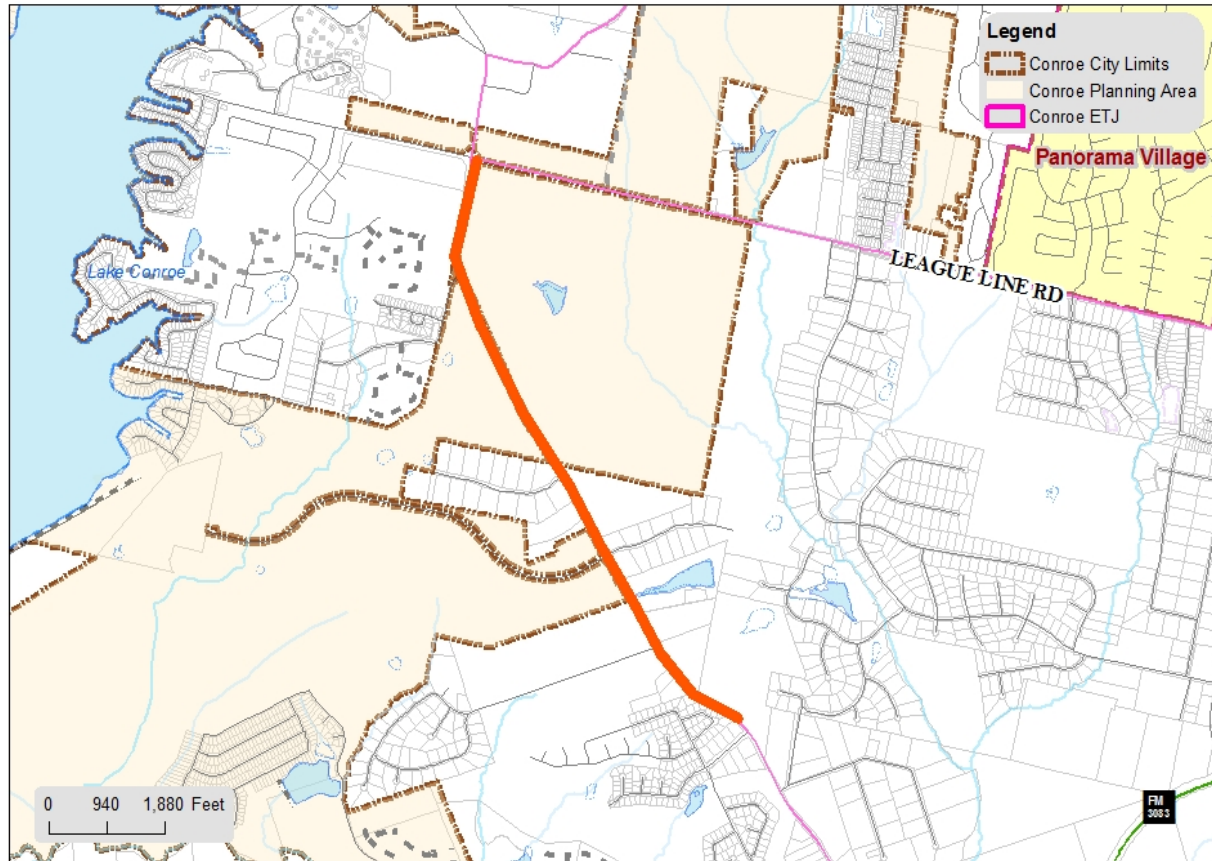 Legend
Conroe City Limits
Conroe Planning Area
Conroe ETJ
Panorama Village
Lake Conroe
LEAGUE LINE RD
0 940 1,880 Feet
FM
3083